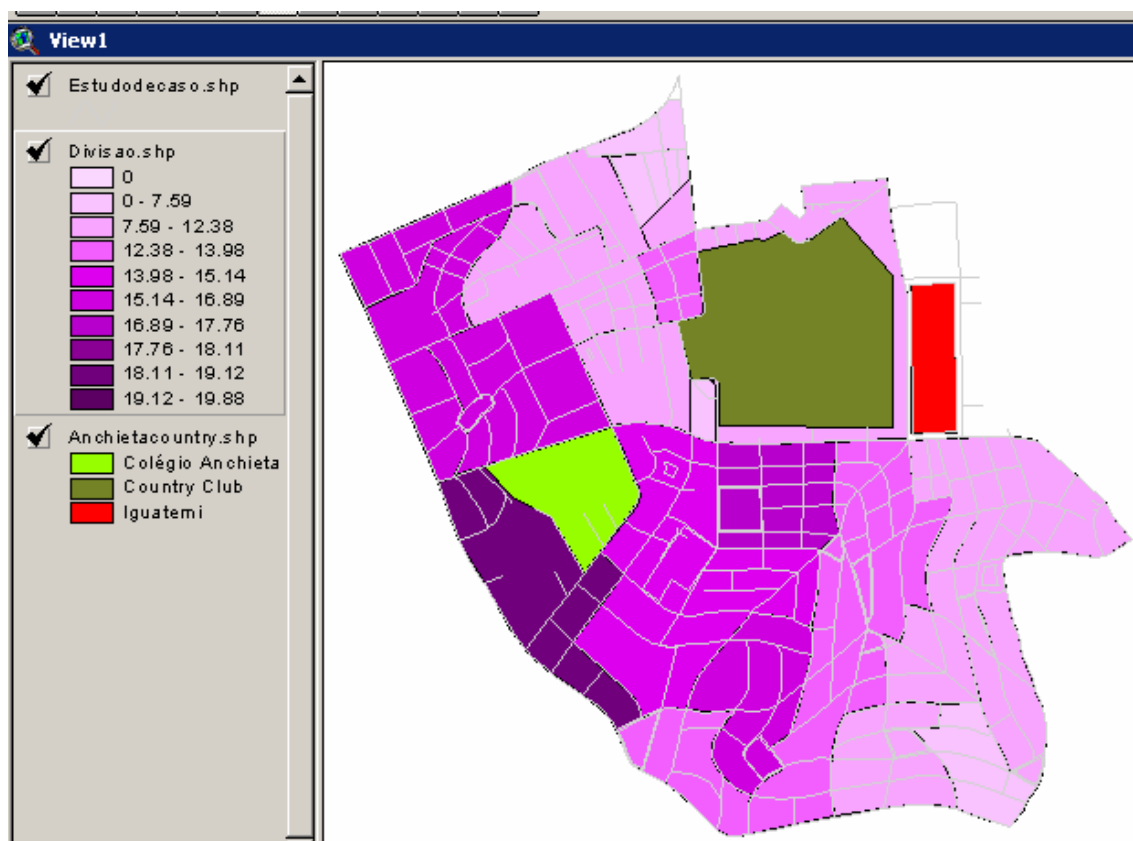 View1
Estudodecaso.shp
Divisao.shp
0
0 - 7.59
7.59 - 12.38
12.38 - 13.98
13.98 - 15.14
15.14 - 16.89
16.89 - 17.76
17.76 - 18.11
18.11 - 19.12
19.12 - 19.88
Anchietacountry.shp
Colégio Anchieta
Country Club
Iguatemi